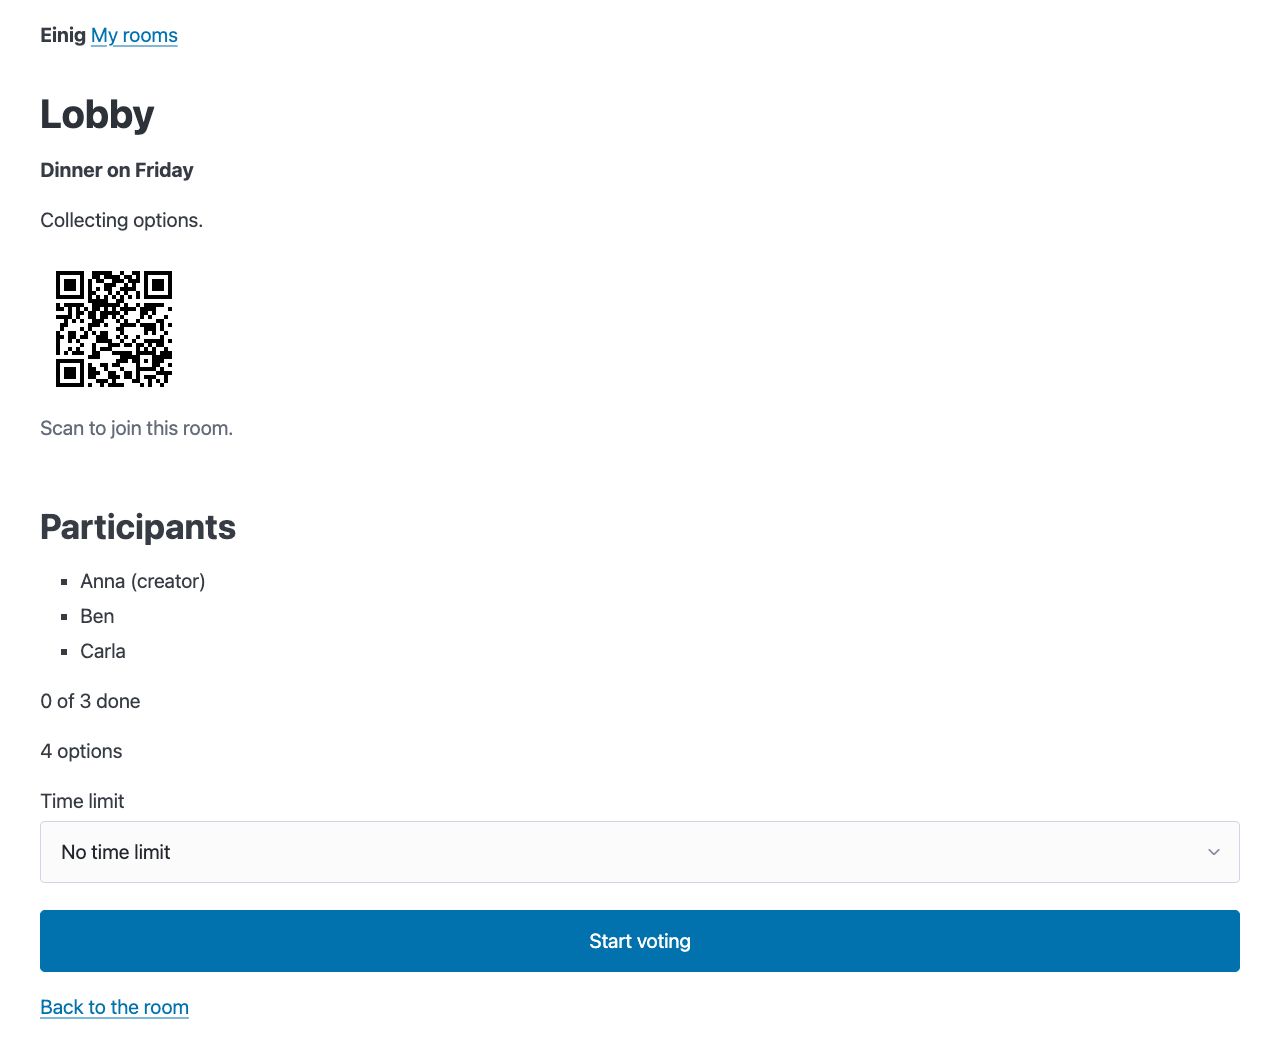 Einig My rooms
Lobby
Dinner on Friday
Collecting options.
Scan to join this room.
Participants
Anna (creator)
Ben
Carla
0 of 3 done
4 options
Time limit
No time limit
Start voting
Back to the room